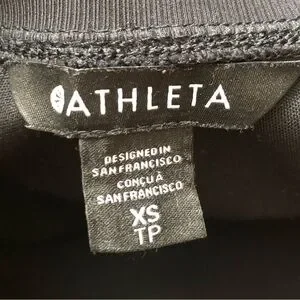 ATHLETA
DESIGNED IN
SAN FRANCISCO
CONÇU À
SAN FRANCISCO
XS
TP